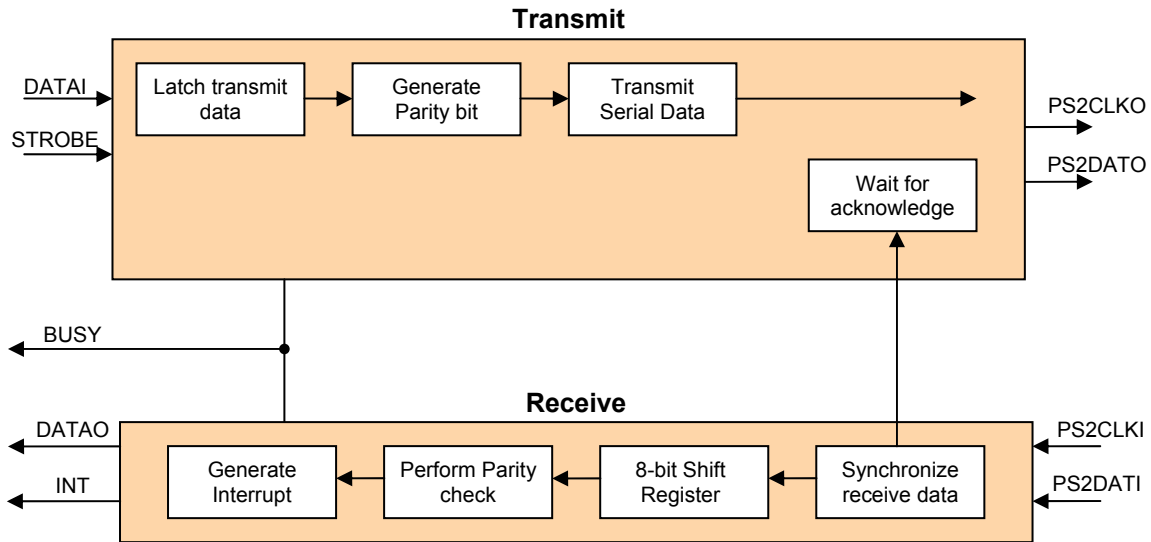 Transmit
DATAI
STROBE
Latch transmit
data
Generate
Parity bit
Transmit
Serial Data
Wait for
acknowledge
PS2CLKO
PS2DATO
BUSY
Receive
DATAO
INT
Generate
Interrupt
Perform Parity
check
8-bit Shift
Register
Synchronize
receive data
PS2CLKI
PS2DATI